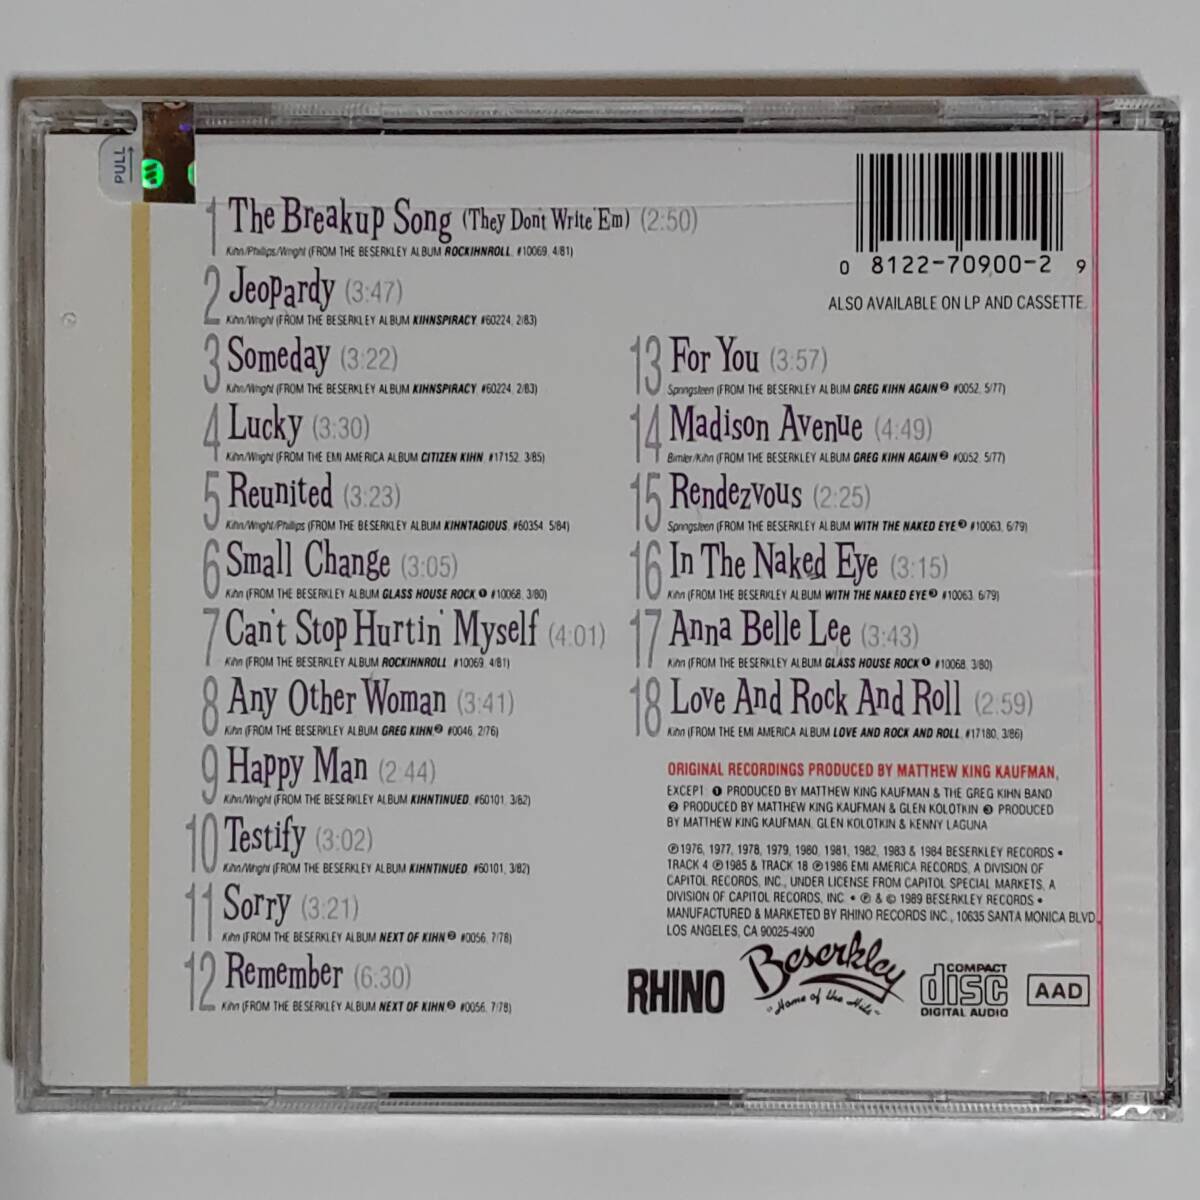 PULL
1 The Breakup Song (They Don't Write 'Em) (2:50)
Kihn/Phillips/Wright (FROM THE BESERKLEY ALBUM ROCKIHNROLL, #10069, 4/81)
2 Jeopardy (3:47)
Kihn/Wright (FROM THE BESERKLEY ALBUM KIHNSPIRACY, #60224, 2/83)
3 Someday (3:22)
Kihn/Wright (FROM THE BESERKLEY ALBUM KIHNSPIRACY, #60224, 2/83)
4 Lucky (3:30)
Kihn/Wright (FROM THE EMI AMERICA ALBUM CITIZEN KIHN, #17152, 3/85)
5 Reunited (3:23)
Kihn/Wright/Phillips (FROM THE BESERKLEY ALBUM KIHNTAGIOUS, #60354, 5/84)
6 Small Change (3:05)
Kihn (FROM THE BESERKLEY ALBUM GLASS HOUSE ROCK, ❶ #10068, 3/80)
7 Can't Stop Hurtin' Myself (4:01)
Kihn (FROM THE BESERKLEY ALBUM ROCKIHNROLL, #10069, 4/81)
8 Any Other Woman (3:41)
Kihn (FROM THE BESERKLEY ALBUM GREG KIHN, ❷ #0046, 2/76)
9 Happy Man (2:44)
Kihn/Wright (FROM THE BESERKLEY ALBUM KIHNTINUED, #60101, 3/82)
10 Testify (3:02)
Kihn/Wright (FROM THE BESERKLEY ALBUM KIHNTINUED, #60101, 3/82)
11 Sorry (3:21)
Kihn (FROM THE BESERKLEY ALBUM NEXT OF KIHN, ❷ #0056, 7/78)
12 Remember (6:30)
Kihn (FROM THE BESERKLEY ALBUM NEXT OF KIHN, ❷ #0056, 7/78)
0 81227-0900-2 9
ALSO AVAILABLE ON LP AND CASSETTE.
13 For You (3:57)
Springsteen (FROM THE BESERKLEY ALBUM GREG KIHN AGAIN, ❷ #0052, 5/77)
14 Madison Avenue (4:49)
Bimler/Kihn (FROM THE BESERKLEY ALBUM GREG KIHN AGAIN, ❷ #0052, 5/77)
15 Rendezvous (2:25)
Springsteen (FROM THE BESERKLEY ALBUM WITH THE NAKED EYE, ❸ #10063, 6/79)
16 In The Naked Eye (3:15)
Kihn (FROM THE BESERKLEY ALBUM WITH THE NAKED EYE, ❸ #10063, 6/79)
17 Anna Belle Lee (3:43)
Kihn (FROM THE BESERKLEY ALBUM GLASS HOUSE ROCK, ❶ #10068, 3/80)
18 Love And Rock And Roll (2:59)
Kihn (FROM THE EMI AMERICA ALBUM LOVE AND ROCK AND ROLL, #17180, 3/86)
ORIGINAL RECORDINGS PRODUCED BY MATTHEW KING KAUFMAN,
EXCEPT ❶ PRODUCED BY MATTHEW KING KAUFMAN & THE GREG KIHN BAND
❷ PRODUCED BY MATTHEW KING KAUFMAN & GLEN KOLOTKIN ❸ PRODUCED
BY MATTHEW KING KAUFMAN, GLEN KOLOTKIN & KENNY LAGUNA
℗ 1976, 1977, 1978, 1979, 1980, 1981, 1982, 1983 & 1984 BESERKLEY RECORDS •
TRACK 4 ℗ 1985 & TRACK 18 ℗ 1986 EMI AMERICA RECORDS, A DIVISION OF
CAPITOL RECORDS, INC., UNDER LICENSE FROM CAPITOL SPECIAL MARKETS, A
DIVISION OF CAPITOL RECORDS, INC. • ℗ & © 1989 BESERKLEY RECORDS •
MANUFACTURED & MARKETED BY RHINO RECORDS INC., 10635 SANTA MONICA BLVD.,
LOS ANGELES, CA 90025-4900
RHINO
Beserkley
"Home of the Hits"
COMPACT
disc
DIGITAL AUDIO
AAD